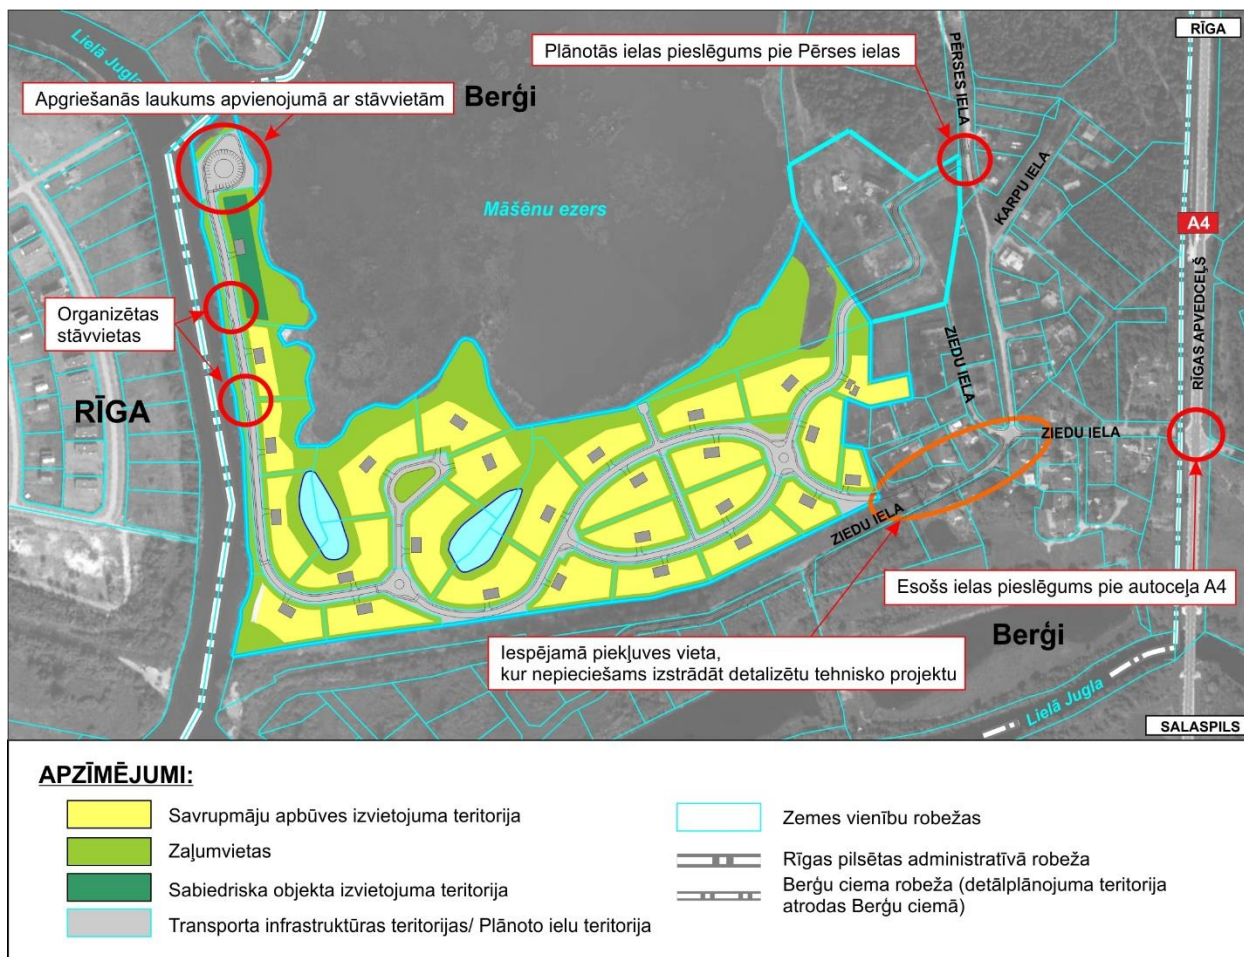 Lielā Jugla
RĪGA
Plānotās ielas pieslēgums pie Pērses ielas
PĒRSES IELA
Apgriešanās laukums apvienojumā ar stāvvietām
Berģi
KARPU IELA
Māšēnu ezers
A4
RĪGAS APVEDCEĻŠ
Organizētas
stāvvietas
ZIEDU IELA
RĪGA
ZIEDU IELA
ZIEDU IELA
Esošs ielas pieslēgums pie autoceļa A4
Berģi
Iespējamā piekļuves vieta,
kur nepieciešams izstrādāt detalizētu tehnisko projektu
Lielā Jugla
SALASPILS
APZĪMĒJUMI:
Savrupmāju apbūves izvietojuma teritorija
Zaļumvietas
Sabiedriska objekta izvietojuma teritorija
Transporta infrastruktūras teritorijas/ Plānoto ielu teritorija
Zemes vienību robežas
Rīgas pilsētas administratīvā robeža
Berģu ciema robeža (detālplānojuma teritorija
atrodas Berģu ciemā)